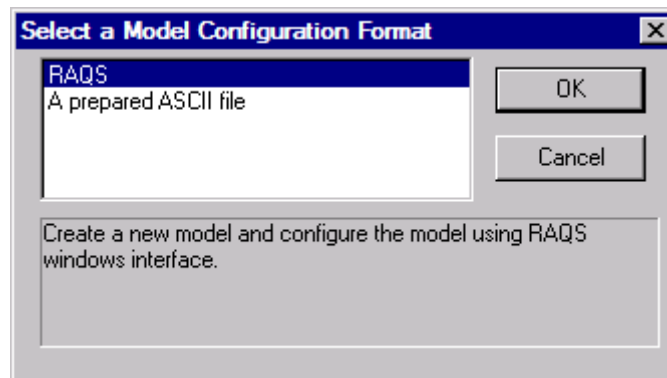 Select a Model Configuration Format
RAQS
A prepared ASCII file
OK
Cancel
Create a new model and configure the model using RAQS
windows interface.